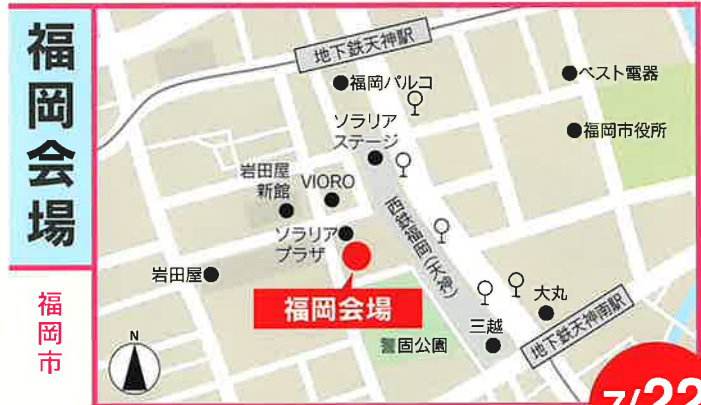 福岡会場
福岡市
地下鉄天神駅
福岡パルコ
ベスト電器
福岡市役所
ソラリア
ステージ
岩田屋
新館
VIORO
ソラリア
プラザ
西鉄福岡(天神)
岩田屋
福岡会場
大丸
三越
地下鉄天神南駅
警固公園
N
7/22